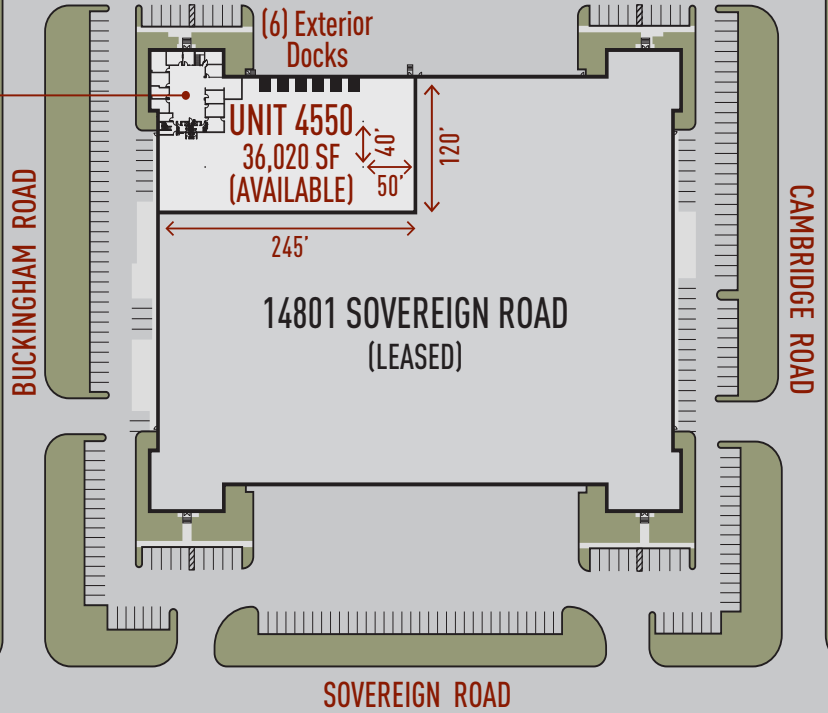 (6) Exterior
Docks
UNIT 4550
36,020 SF
(AVAILABLE)
40'
50'
120'
245'
14801 SOVEREIGN ROAD
(LEASED)
BUCKINGHAM ROAD
CAMBRIDGE ROAD
SOVEREIGN ROAD